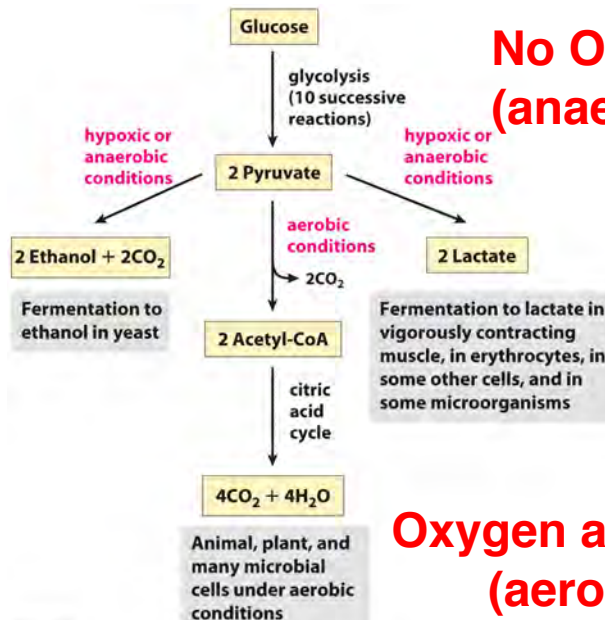 Glucose
No O
(anae
glycolysis
(10 successive
reactions)
hypoxic or
anaerobic
conditions
hypoxic or
anaerobic
conditions
2 Pyruvate
aerobic
conditions
2 Ethanol + 2CO₂
2CO₂
2 Lactate
Fermentation to
ethanol in yeast
Fermentation to lactate in
vigorously contracting
muscle, in erythrocytes, in
some other cells, and in
some microorganisms
2 Acetyl-CoA
citric
acid
cycle
4CO₂ + 4H₂O
Animal, plant, and
many microbial
cells under aerobic
conditions
Oxygen a
(aero